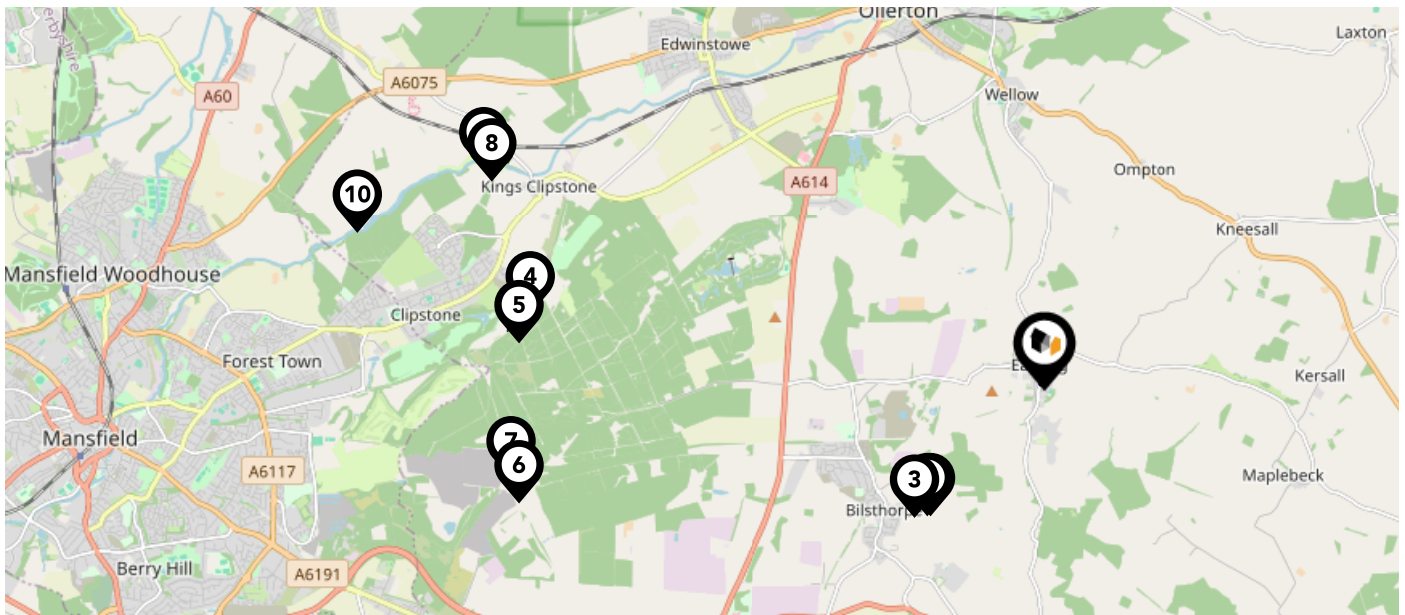 Ollerton
Laxton
Edwinstowe
A6075
A60
Wellow
8
Ompton
A614
Kings Clipstone
10
Kneesall
Mansfield Woodhouse
4
5
Clipstone
Forest Town
Kersall
Mansfield
7
6
A6117
3
Maplebeck
Bilsthorpe
Berry Hill
A6191